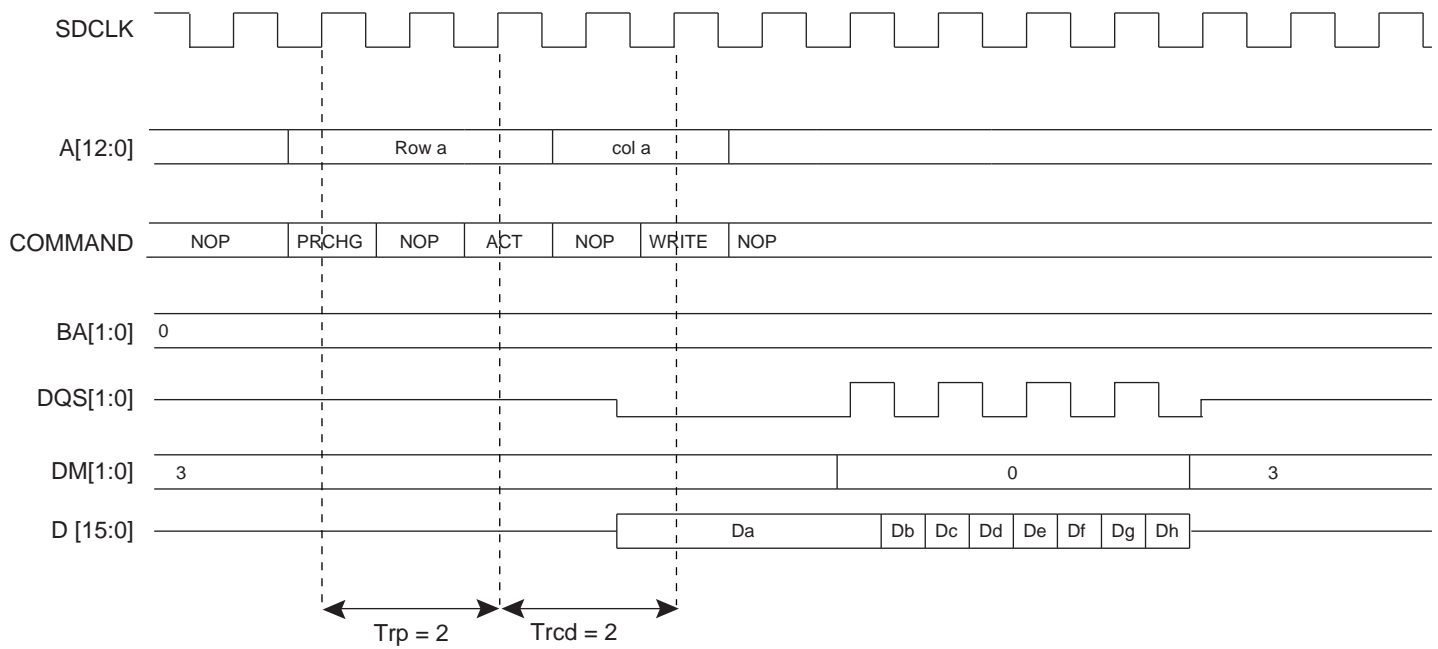 SDCLK
A[12:0] Row a col a
COMMAND NOP PRCHG NOP ACT NOP WRITE NOP
BA[1:0] 0
DQS[1:0]
DM[1:0] 3 0 3
D [15:0] Da Db Dc Dd De Df Dg Dh
Trp = 2 Trcd = 2